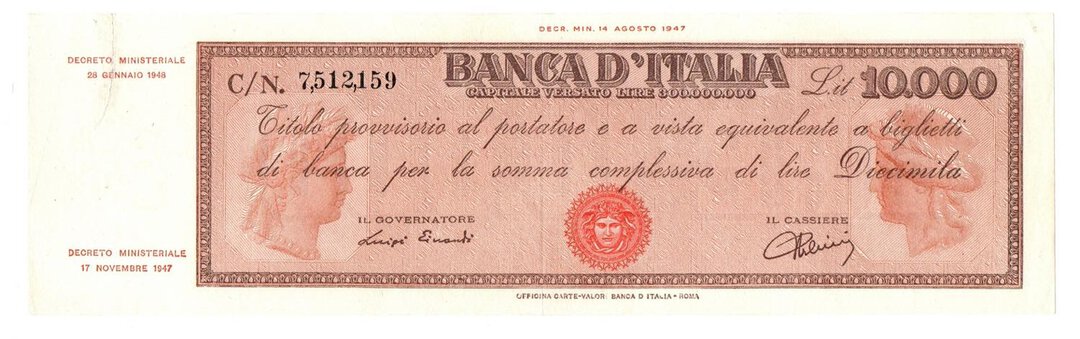 DECR. MIN. 14 AGOSTO 1947
DECRETO MINISTERIALE
28 GENNAIO 1948
C/N. 7,512,159
BANCA D'ITALIA
CAPITALE VERSATO LIRE 300.000.000
Lit 10.000
Titolo provvisorio al portatore e a vista equivalente a biglietti
di banca per la somma complessiva di lire Diecimila
IL GOVERNATORE
Luigi Einaudi
IL CASSIERE
DECRETO MINISTERIALE
17 NOVEMBRE 1947
OFFICINA CARTE-VALORI BANCA D'ITALIA - ROMA